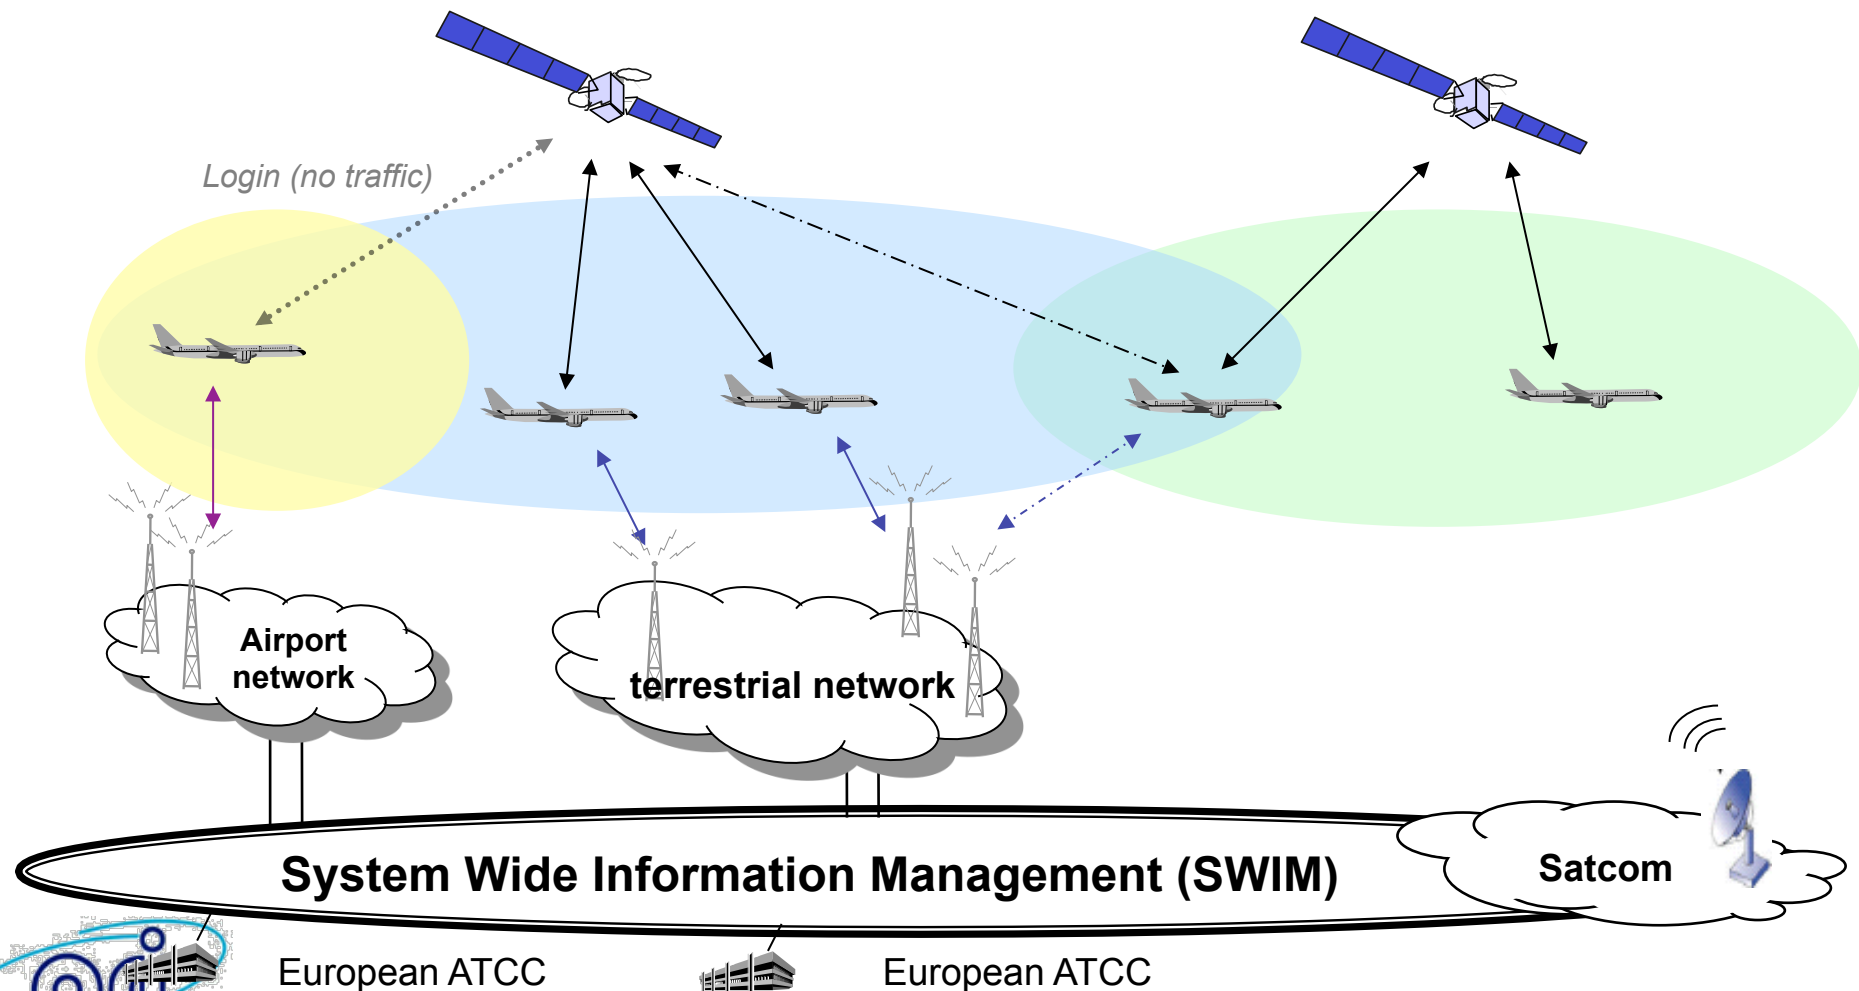 Login (no traffic)
Airport
network
terrestrial network
System Wide Information Management (SWIM)
Satcom
European ATCC
European ATCC